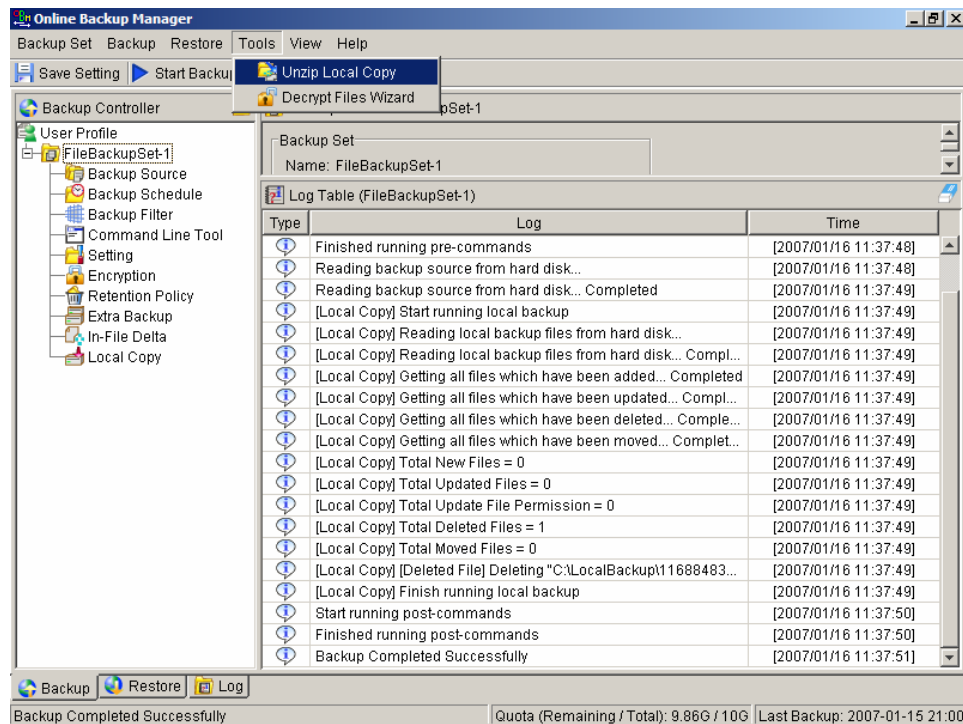 Online Backup Manager
Backup Set Backup Restore Tools View Help
Save Setting Start Backup
Unzip Local Copy
Decrypt Files Wizard
Backup Controller
pSet-1
User Profile
FileBackupSet-1
Backup Source
Backup Schedule
Backup Filter
Command Line Tool
Setting
Encryption
Retention Policy
Extra Backup
In-File Delta
Local Copy
Backup Set
Name: FileBackupSet-1
Log Table (FileBackupSet-1)
Type Log Time
Finished running pre-commands [2007/01/16 11:37:48]
Reading backup source from hard disk... [2007/01/16 11:37:48]
Reading backup source from hard disk... Completed [2007/01/16 11:37:49]
[Local Copy] Start running local backup [2007/01/16 11:37:49]
[Local Copy] Reading local backup files from hard disk... [2007/01/16 11:37:49]
[Local Copy] Reading local backup files from hard disk... Compl... [2007/01/16 11:37:49]
[Local Copy] Getting all files which have been added... Completed [2007/01/16 11:37:49]
[Local Copy] Getting all files which have been updated... Compl... [2007/01/16 11:37:49]
[Local Copy] Getting all files which have been deleted... Comple... [2007/01/16 11:37:49]
[Local Copy] Getting all files which have been moved... Complet... [2007/01/16 11:37:49]
[Local Copy] Total New Files = 0 [2007/01/16 11:37:49]
[Local Copy] Total Updated Files = 0 [2007/01/16 11:37:49]
[Local Copy] Total Update File Permission = 0 [2007/01/16 11:37:49]
[Local Copy] Total Deleted Files = 1 [2007/01/16 11:37:49]
[Local Copy] Total Moved Files = 0 [2007/01/16 11:37:49]
[Local Copy] [Deleted File] Deleting "C:\LocalBackup\11688483... [2007/01/16 11:37:49]
[Local Copy] Finish running local backup [2007/01/16 11:37:49]
Start running post-commands [2007/01/16 11:37:50]
Finished running post-commands [2007/01/16 11:37:50]
Backup Completed Successfully [2007/01/16 11:37:51]
Backup Restore Log
Backup Completed Successfully Quota (Remaining / Total): 9.86G / 10G Last Backup: 2007-01-15 21:00